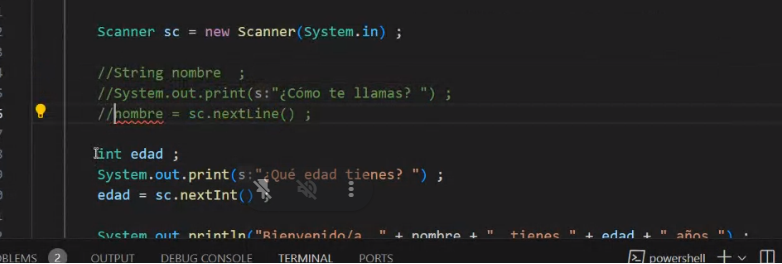 Scanner sc = new Scanner(System.in) ;
//String nombre ;
//System.out.print(s:"¿Cómo te llamas? ") ;
//nombre = sc.nextLine() ;
int edad ;
System.out.print(s:"¿Qué edad tienes? ") ;
edad = sc.nextInt() ;
System.out.println("Bienvenido/a " + nombre + " tienes " + edad + " años ") ;
OBLEMS 2 OUTPUT DEBUG CONSOLE TERMINAL PORTS powershell